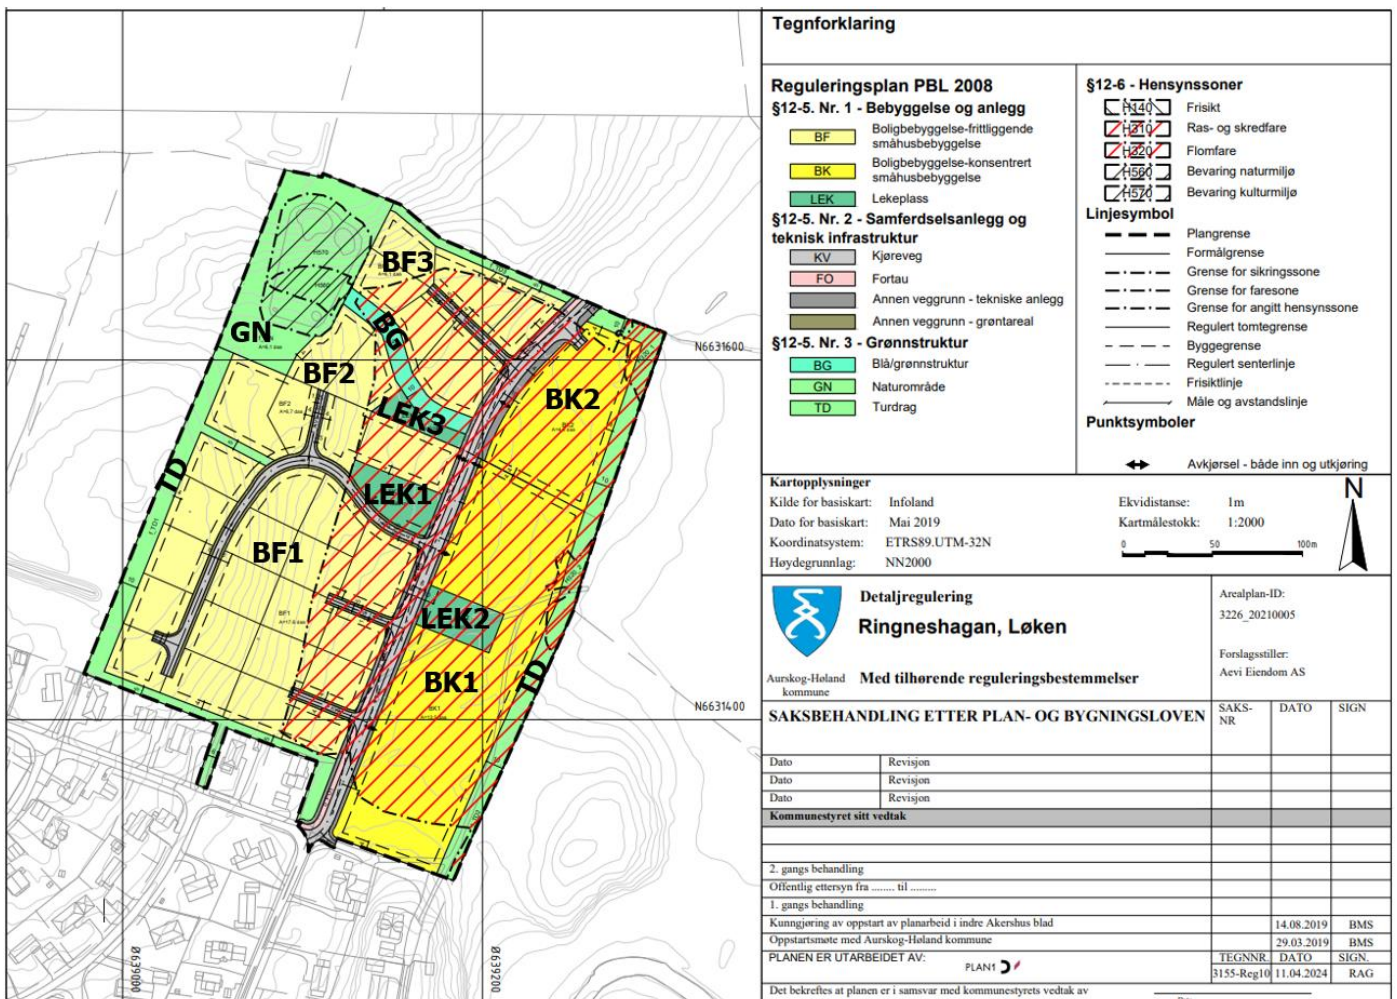 BF3
GN
BG
BF2
BK2
LEK3
TD
LEK1
BF1
LEK2
BK1
TD
BF2
BF1
BK1
H570
N6631600
N6631400
Ø639000
Ø639200
Tegnforklaring
Reguleringsplan PBL 2008
§12-5. Nr. 1 - Bebyggelse og anlegg
BF
Boligbebyggelse-frittliggende
småhusbebyggelse
BK
Boligbebyggelse-konsentrert
småhusbebyggelse
LEK
Lekeplass
§12-5. Nr. 2 - Samferdselsanlegg og
teknisk infrastruktur
KV
Kjøreveg
FO
Fortau
Annen veggrunn - tekniske anlegg
Annen veggrunn - grøntareal
§12-5. Nr. 3 - Grønnstruktur
BG
Blå/grønnstruktur
GN
Naturområde
TD
Turdrag
§12-6 - Hensynssoner
H140
Frisikt
H310
Ras- og skredfare
H320
Flomfare
H560
Bevaring naturmiljø
H570
Bevaring kulturmiljø
Linjesymbol
Plangrense
Formålgrense
Grense for sikringssone
Grense for faresone
Grense for angitt hensynssone
Regulert tomtegrense
Byggegrense
Regulert senterlinje
Frisiktlinje
Måle og avstandslinje
Punktsymboler
Avkjørsel - både inn og utkjøring
Kartopplysninger
Kilde for basiskart: Infoland
Dato for basiskart: Mai 2019
Koordinatsystem: ETRS89.UTM-32N
Høydegrunnlag: NN2000
Ekvidistanse: 1m
Kartmålestokk: 1:2000
0 50 100m
N
Aurskog-Høland
kommune
Detaljregulering
Ringneshagan, Løken
Med tilhørende reguleringsbestemmelser
Arealplan-ID:
3226_20210005
Forslagsstiller:
Aevi Eiendom AS
SAKSBEHANDLING ETTER PLAN- OG BYGNINGSLOVEN
SAKS-
NR
DATO
SIGN
Dato Revisjon
Dato Revisjon
Dato Revisjon
Kommunestyret sitt vedtak
2. gangs behandling
Offentlig ettersyn fra ........ til .........
1. gangs behandling
Kunngjøring av oppstart av planarbeid i indre Akershus blad 14.08.2019 BMS
Oppstartsmøte med Aurskog-Høland kommune 29.03.2019 BMS
PLANEN ER UTARBEIDET AV:
PLAN1
TEGNNR. DATO SIGN.
3155-Reg10 11.04.2024 RAG
Det bekreftes at planen er i samsvar med kommunestyrets vedtak av